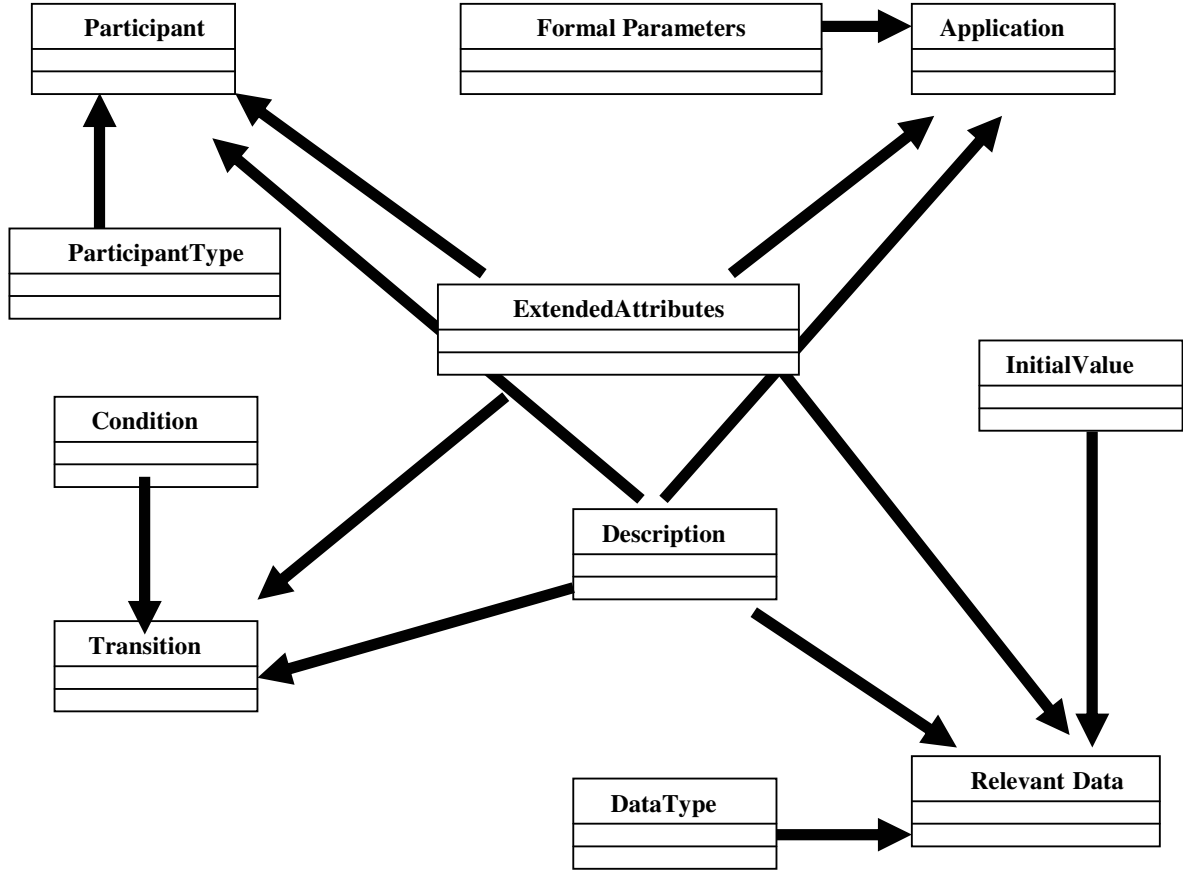 Participant
Formal Parameters
Application
ParticipantType
ExtendedAttributes
InitialValue
Condition
Description
Transition
Relevant Data
DataType